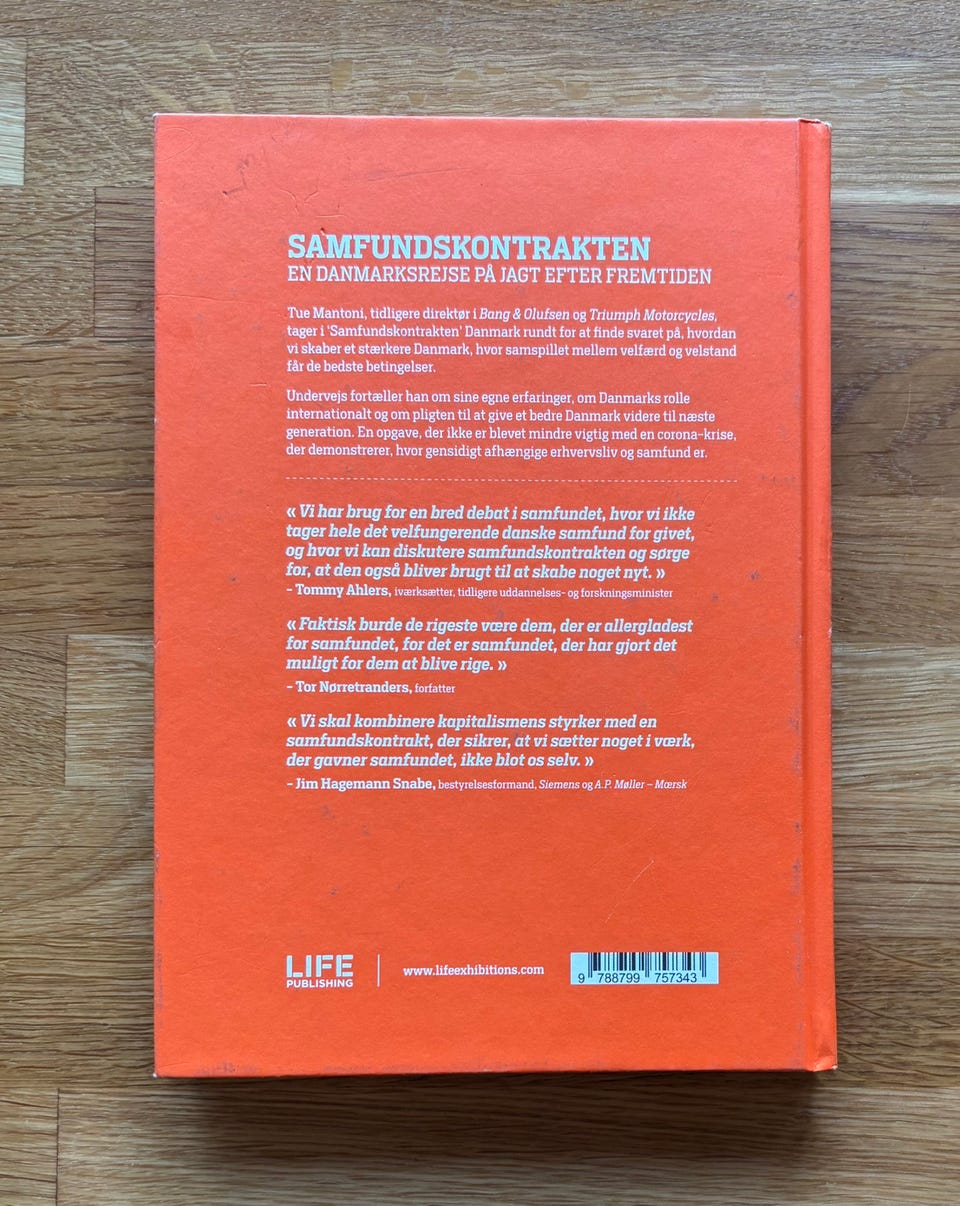 SAMFUNDSKONTRAKTEN
EN DANMARKSREJSE PÅ JAGT EFTER FREMTIDEN
Tue Mantoni, tidligere direktør i Bang & Olufsen og Triumph Motorcycles,
tager i 'Samfundskontrakten' Danmark rundt for at finde svaret på, hvordan
vi skaber et stærkere Danmark, hvor samspillet mellem velfærd og velstand
får de bedste betingelser.
Undervejs fortæller han om sine egne erfaringer, om Danmarks rolle
internationalt og om pligten til at give et bedre Danmark videre til næste
generation. En opgave, der ikke er blevet mindre vigtig med en corona-krise,
der demonstrerer, hvor gensidigt afhængige erhvervsliv og samfund er.
« Vi har brug for en bred debat i samfundet, hvor vi ikke
tager hele det velfungerende danske samfund for givet,
og hvor vi kan diskutere samfundskontrakten og sørge
for, at den også bliver brugt til at skabe noget nyt. »
– Tommy Ahlers, iværksætter, tidligere uddannelses- og forskningsminister
« Faktisk burde de rigeste være dem, der er allergladest
for samfundet, for det er samfundet, der har gjort det
muligt for dem at blive rige. »
– Tor Nørretranders, forfatter
« Vi skal kombinere kapitalismens styrker med en
samfundskontrakt, der sikrer, at vi sætter noget i værk,
der gavner samfundet, ikke blot os selv. »
– Jim Hagemann Snabe, bestyrelsesformand, Siemens og A.P. Møller – Mærsk
LIFE
PUBLISHING
www.lifeexhibitions.com
9 788799 757343